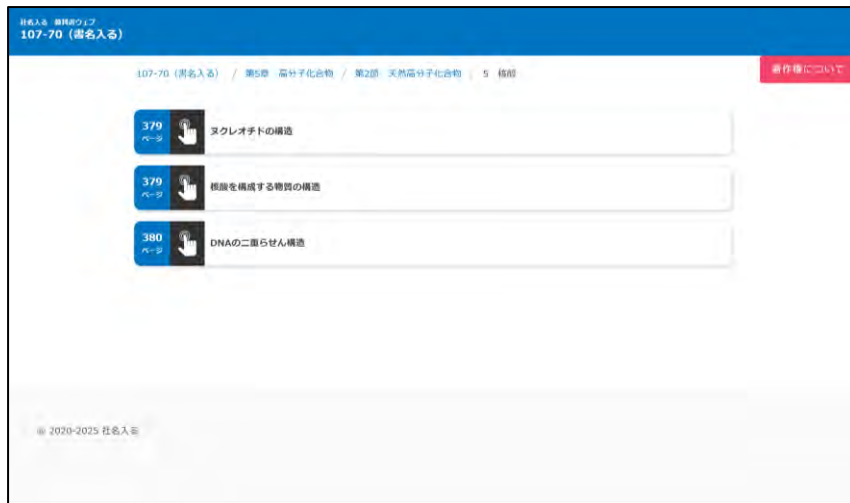 社名入る 教科書ウェブ
107-70（書名入る）
著作権について
107-70（書名入る） / 第5章 高分子化合物 / 第2節 天然高分子化合物 / 5 核酸
379
ページ
ヌクレオチドの構造
379
ページ
核酸を構成する物質の構造
380
ページ
DNAの二重らせん構造
© 2020-2025 社名入る